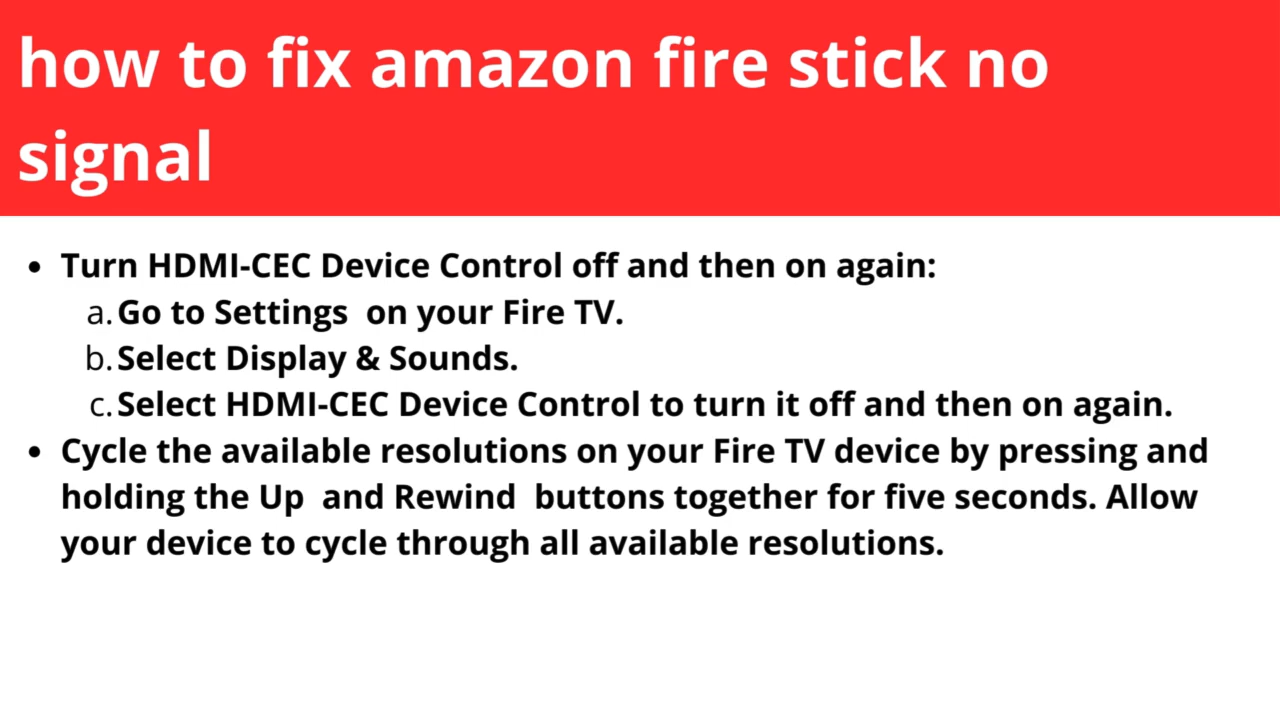 how to fix amazon fire stick no
signal
• Turn HDMI-CEC Device Control off and then on again:
a. Go to Settings  on your Fire TV.
b. Select Display & Sounds.
c. Select HDMI-CEC Device Control to turn it off and then on again.
• Cycle the available resolutions on your Fire TV device by pressing and
holding the Up  and Rewind  buttons together for five seconds. Allow
your device to cycle through all available resolutions.